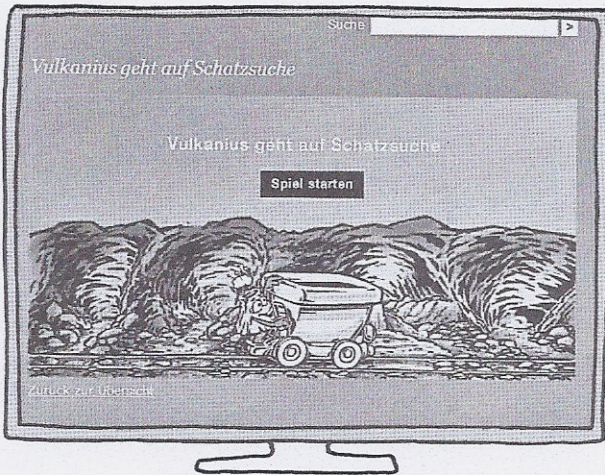 Suche >
Vulkanius geht auf Schatzsuche
Vulkanius geht auf Schatzsuche
Spiel starten
Zurück zur Übersicht